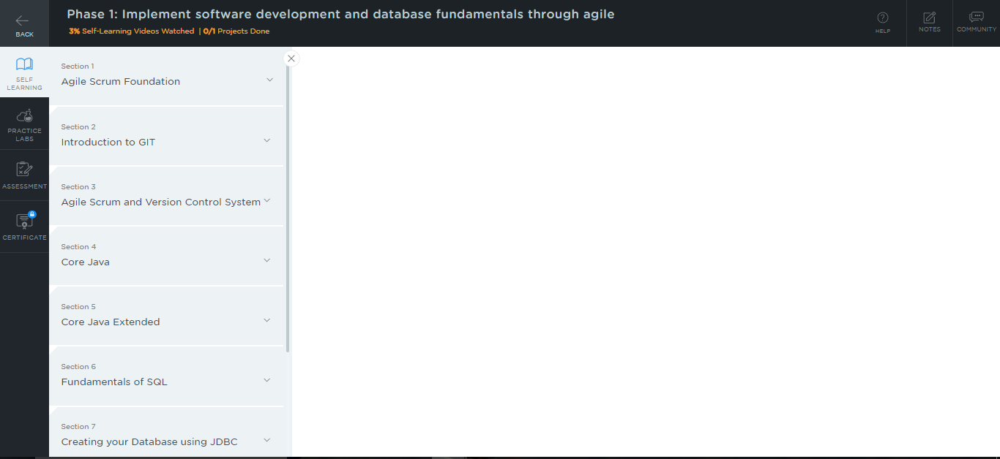 Phase 1: Implement software development and database fundamentals through agile
3% Self-Learning Videos Watched | 0/1 Projects Done
BACK
HELP
NOTES
COMMUNITY
SELF
LEARNING
PRACTICE
LABS
ASSESSMENT
CERTIFICATE
Section 1
Agile Scrum Foundation
Section 2
Introduction to GIT
Section 3
Agile Scrum and Version Control System
Section 4
Core Java
Section 5
Core Java Extended
Section 6
Fundamentals of SQL
Section 7
Creating your Database using JDBC